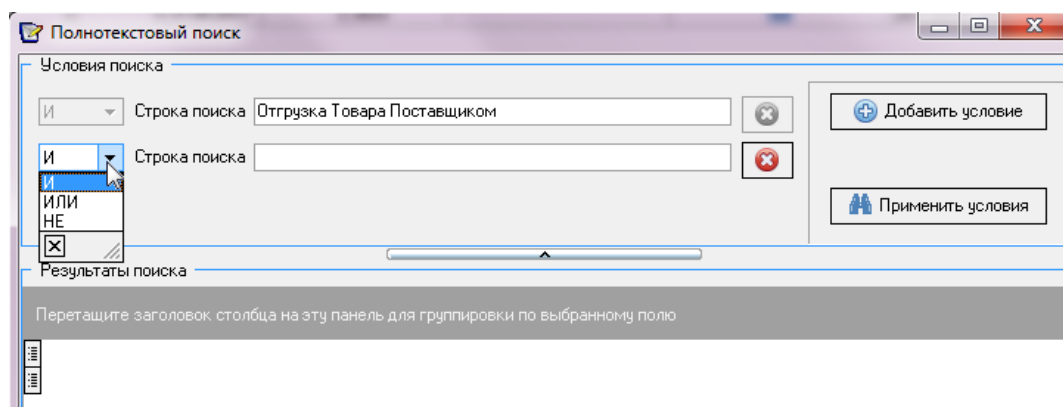 Полнотекстовый поиск
Условия поиска
И Строка поиска Отгрузка Товара Поставщиком
Добавить условие
И Строка поиска
И
ИЛИ
НЕ
Применить условия
Результаты поиска
Перетащите заголовок столбца на эту панель для группировки по выбранному полю